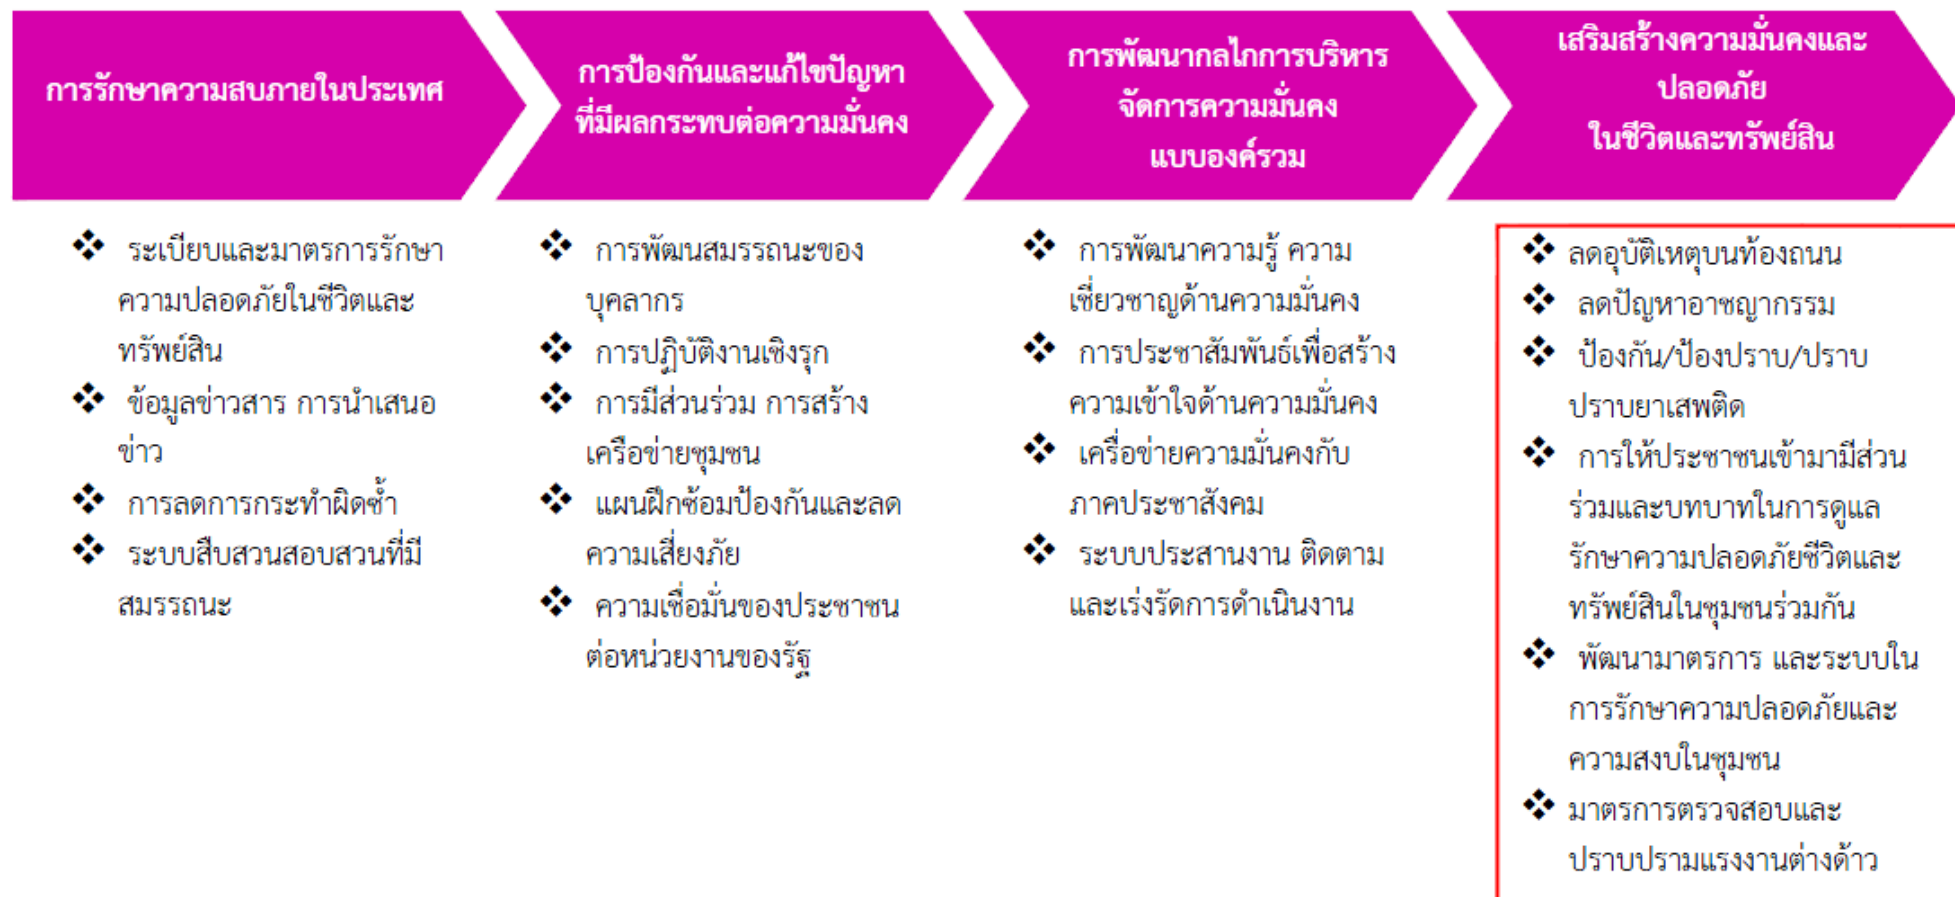 การรักษาความสบภายในประเทศ
การป้องกันและแก้ไขปัญหา
ที่มีผลกระทบต่อความมั่นคง
การพัฒนากลไกการบริหาร
จัดการความมั่นคง
แบบองค์รวม
เสริมสร้างความมั่นคงและ
ปลอดภัย
ในชีวิตและทรัพย์สิน
❖ ระเบียบและมาตรการรักษา
ความปลอดภัยในชีวิตและ
ทรัพย์สิน
❖ ข้อมูลข่าวสาร การนำเสนอ
ข่าว
❖ การลดการกระทำผิดซ้ำ
❖ ระบบสืบสวนสอบสวนที่มี
สมรรถนะ
❖ การพัฒนสมรรถนะของ
บุคลากร
❖ การปฏิบัติงานเชิงรุก
❖ การมีส่วนร่วม การสร้าง
เครือข่ายชุมชน
❖ แผนฝึกซ้อมป้องกันและลด
ความเสี่ยงภัย
❖ ความเชื่อมั่นของประชาชน
ต่อหน่วยงานของรัฐ
❖ การพัฒนาความรู้ ความ
เชี่ยวชาญด้านความมั่นคง
❖ การประชาสัมพันธ์เพื่อสร้าง
ความเข้าใจด้านความมั่นคง
❖ เครือข่ายความมั่นคงกับ
ภาคประชาสังคม
❖ ระบบประสานงาน ติดตาม
และเร่งรัดการดำเนินงาน
❖ ลดอุบัติเหตุบนท้องถนน
❖ ลดปัญหาอาชญากรรม
❖ ป้องกัน/ป้องปราบ/ปราบ
ปราบยาเสพติด
❖ การให้ประชาชนเข้ามามีส่วน
ร่วมและบทบาทในการดูแล
รักษาความปลอดภัยชีวิตและ
ทรัพย์สินในชุมชนร่วมกัน
❖ พัฒนามาตรการ และระบบใน
การรักษาความปลอดภัยและ
ความสงบในชุมชน
❖ มาตรการตรวจสอบและ
ปราบปรามแรงงานต่างด้าว